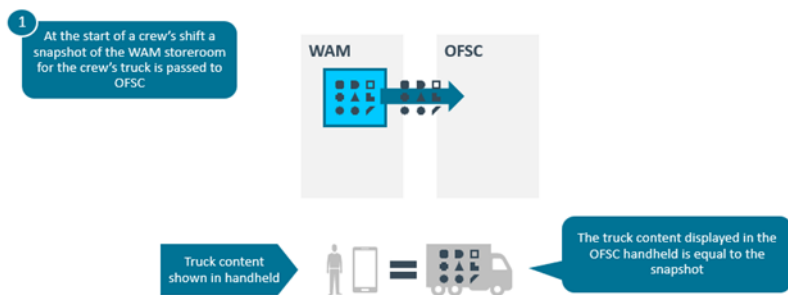 1
At the start of a crew's shift a
snapshot of the WAM storeroom
for the crew's truck is passed to
OFSC
WAM
OFSC
Truck content
shown in handheld
The truck content displayed in the
OFSC handheld is equal to the
snapshot